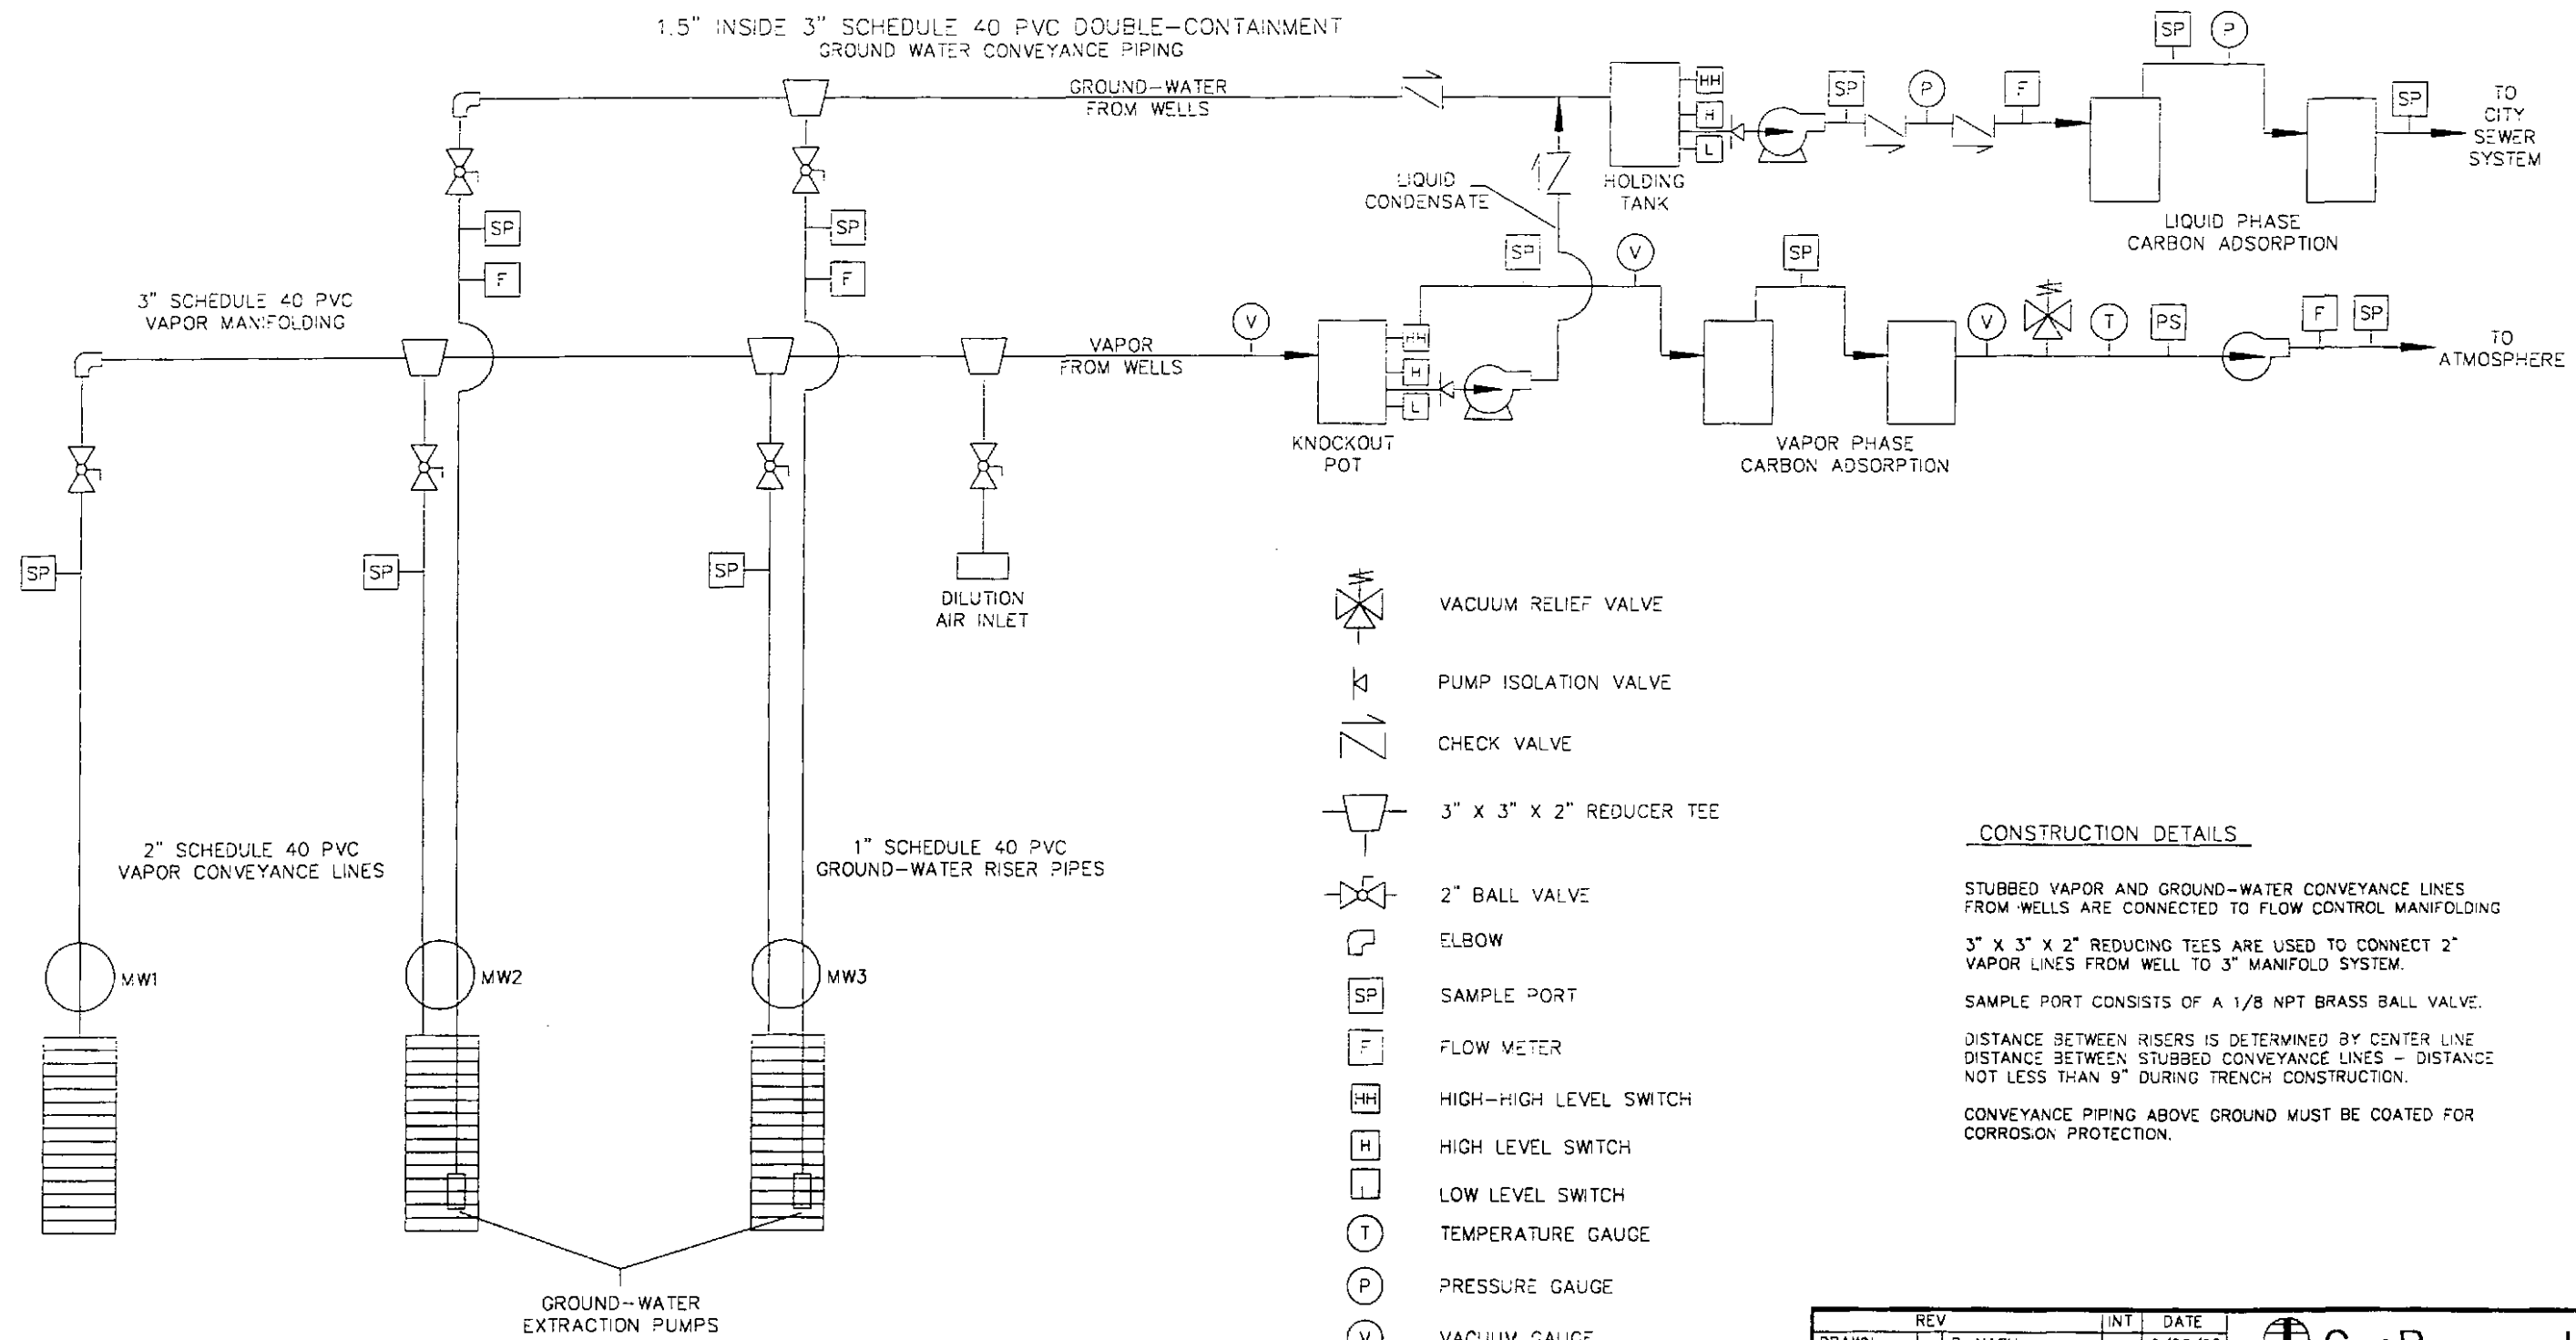 1.5" INSIDE 3" SCHEDULE 40 PVC DOUBLE-CONTAINMENT
GROUND WATER CONVEYANCE PIPING
GROUND-WATER
FROM WELLS
HH
H
L
HOLDING
TANK
SP
P
F
SP
P
SP
TO
CITY
SEWER
SYSTEM
LIQUID PHASE
CARBON ADSORPTION
LIQUID
CONDENSATE
SP
F
SP
F
3" SCHEDULE 40 PVC
VAPOR MANIFOLDING
VAPOR
FROM WELLS
V
HH
H
L
KNOCKOUT
POT
SP
V
SP
VAPOR PHASE
CARBON ADSORPTION
V
T
PS
F
SP
TO
ATMOSPHERE
SP
SP
SP
DILUTION
AIR INLET
2" SCHEDULE 40 PVC
VAPOR CONVEYANCE LINES
1" SCHEDULE 40 PVC
GROUND-WATER RISER PIPES
MW1
MW2
MW3
GROUND-WATER
EXTRACTION PUMPS
VACUUM RELIEF VALVE
PUMP ISOLATION VALVE
CHECK VALVE
3" X 3" X 2" REDUCER TEE
2" BALL VALVE
ELBOW
SP SAMPLE PORT
F FLOW METER
HH HIGH-HIGH LEVEL SWITCH
H HIGH LEVEL SWITCH
L LOW LEVEL SWITCH
T TEMPERATURE GAUGE
P PRESSURE GAUGE
V VACUUM GAUGE
CONSTRUCTION DETAILS
STUBBED VAPOR AND GROUND-WATER CONVEYANCE LINES
FROM WELLS ARE CONNECTED TO FLOW CONTROL MANIFOLDING
3" X 3" X 2" REDUCING TEES ARE USED TO CONNECT 2"
VAPOR LINES FROM WELL TO 3" MANIFOLD SYSTEM.
SAMPLE PORT CONSISTS OF A 1/8 NPT BRASS BALL VALVE.
DISTANCE BETWEEN RISERS IS DETERMINED BY CENTER LINE
DISTANCE BETWEEN STUBBED CONVEYANCE LINES - DISTANCE
NOT LESS THAN 9" DURING TRENCH CONSTRUCTION.
CONVEYANCE PIPING ABOVE GROUND MUST BE COATED FOR
CORROSION PROTECTION.
REV INT DATE